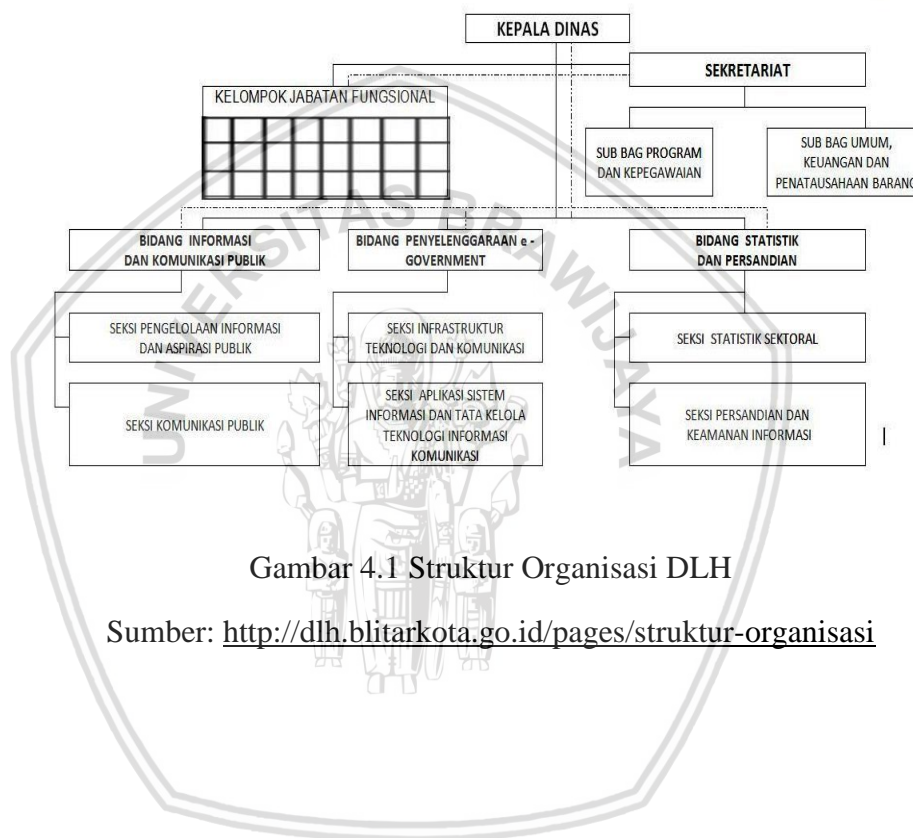 KEPALA DINAS
SEKRETARIAT
KELOMPOK JABATAN FUNGSIONAL
SUB BAG PROGRAM
DAN KEPEGAWAIAN
SUB BAG UMUM,
KEUANGAN DAN
PENATAUSAHAAN BARANG
BIDANG INFORMASI
DAN KOMUNIKASI PUBLIK
BIDANG PENYELENGGARAAN e -
GOVERNMENT
BIDANG STATISTIK
DAN PERSANDIAN
SEKSI PENGELOLAAN INFORMASI
DAN ASPIRASI PUBLIK
SEKSI INFRASTRUKTUR
TEKNOLOGI DAN KOMUNIKASI
SEKSI STATISTIK SEKTORAL
SEKSI KOMUNIKASI PUBLIK
SEKSI APLIKASI SISTEM
INFORMASI DAN TATA KELOLA
TEKNOLOGI INFORMASI
KOMUNIKASI
SEKSI PERSANDIAN DAN
KEAMANAN INFORMASI
UNIVERSITAS BRAWIJAYA
Gambar 4.1 Struktur Organisasi DLH
Sumber: http://dlh.blitarkota.go.id/pages/struktur-organisasi